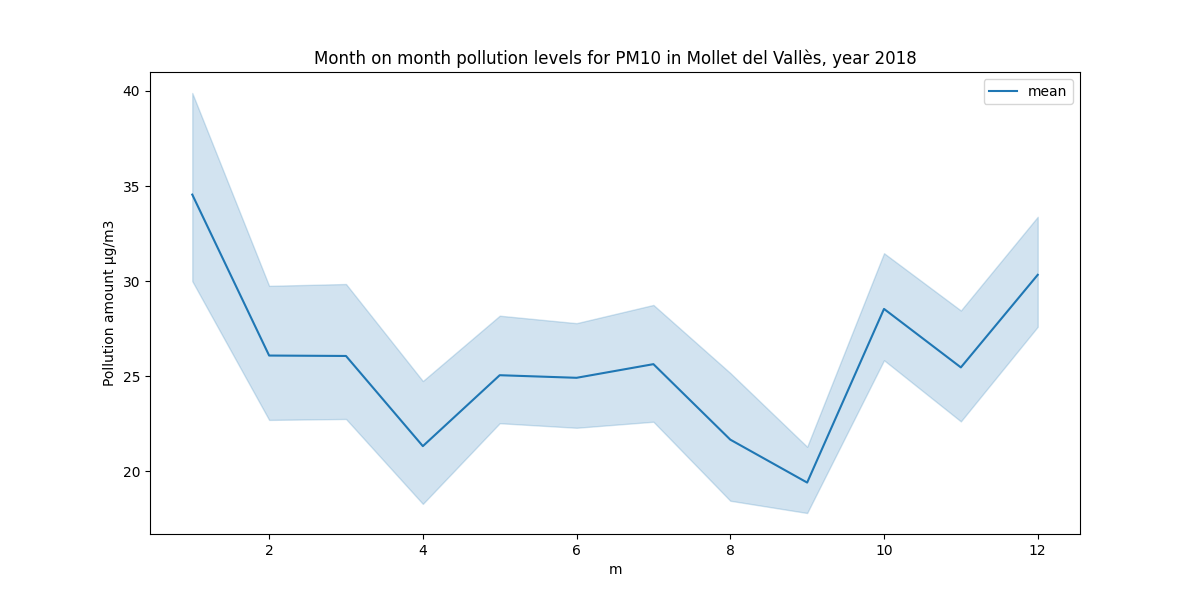 Month on month pollution levels for PM10 in Mollet del Vallès, year 2018
mean
40
35
30
25
20
Pollution amount µg/m3
2 4 6 8 10 12
m